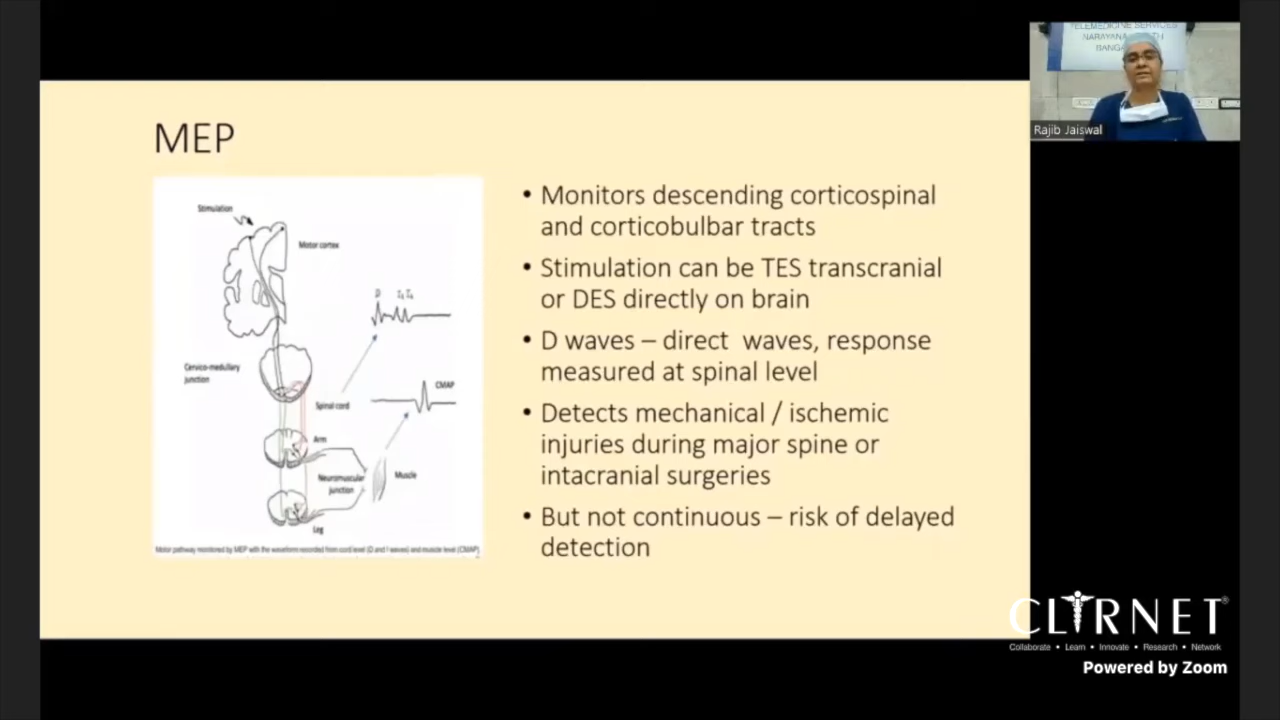 TELEMEDICINE SERVICES
Rajib Jaiswal
MEP
Stimulation
Motor cortex
Cervico-medullary
junction
Spinal cord
Arm
Neuromuscular
junction
Muscle
Leg
D
CMAP
Motor pathway monitored by MEP with the waveform recorded from cord level (D and I waves) and muscle level (CMAP)
• Monitors descending corticospinal
and corticobulbar tracts
• Stimulation can be TES transcranial
or DES directly on brain
• D waves – direct  waves, response
measured at spinal level
• Detects mechanical / ischemic
injuries during major spine or
intacranial surgeries
• But not continuous – risk of delayed
detection
CLIRNET®
Collaborate • Learn • Innovate • Research • Network
Powered by Zoom